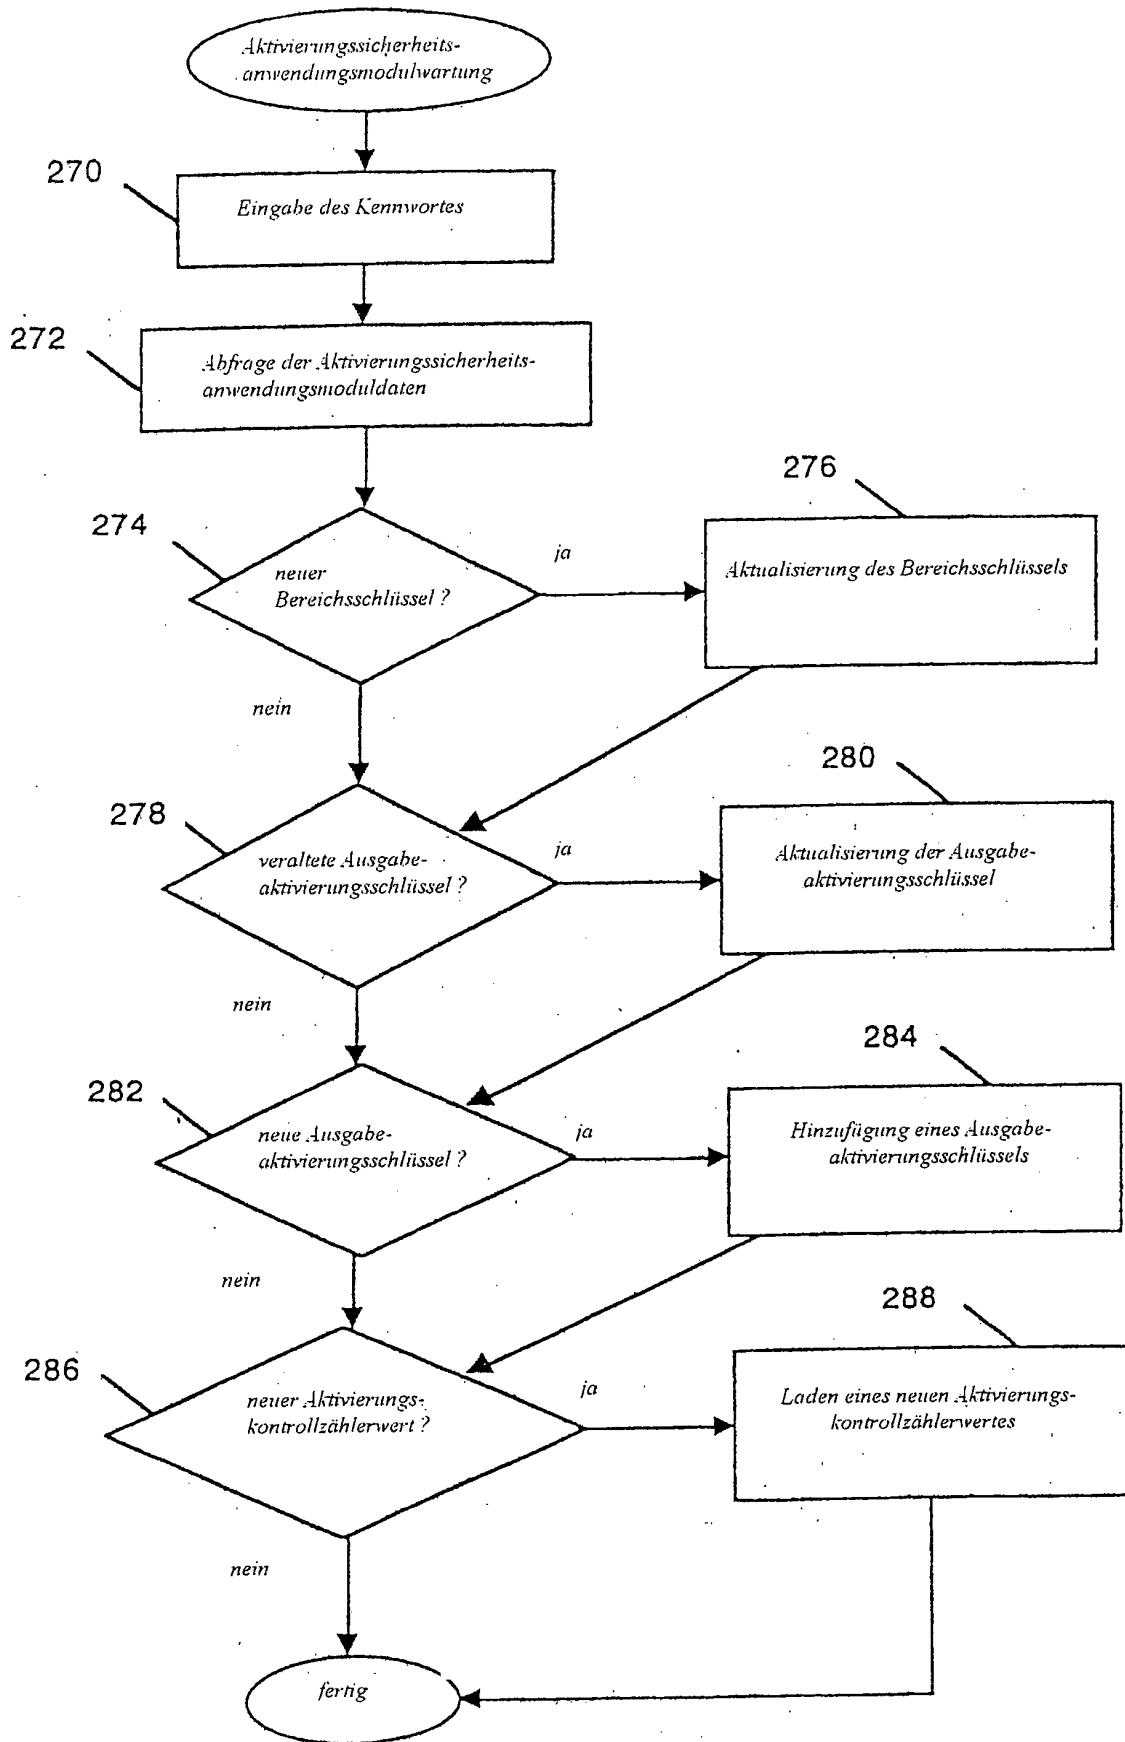 Aktivierungssicherheits-
anwendungsmodulwartung
270
Eingabe des Kennwortes
272
Abfrage der Aktivierungssicherheits-
anwendungsmoduldaten
276
274
ja
neuer
Bereichsschlüssel ?
Aktualisierung des Bereichsschlüssels
nein
280
278
ja
veraltete Ausgabe-
aktivierungsschlüssel ?
Aktualisierung der Ausgabe-
aktivierungsschlüssel
nein
284
282
ja
neue Ausgabe-
aktivierungsschlüssel ?
Hinzufügung eines Ausgabe-
aktivierungsschlüssels
nein
288
286
ja
neuer Aktivierungs-
kontrollzählerwert ?
Laden eines neuen Aktivierungs-
kontrollzählerwertes
nein
fertig